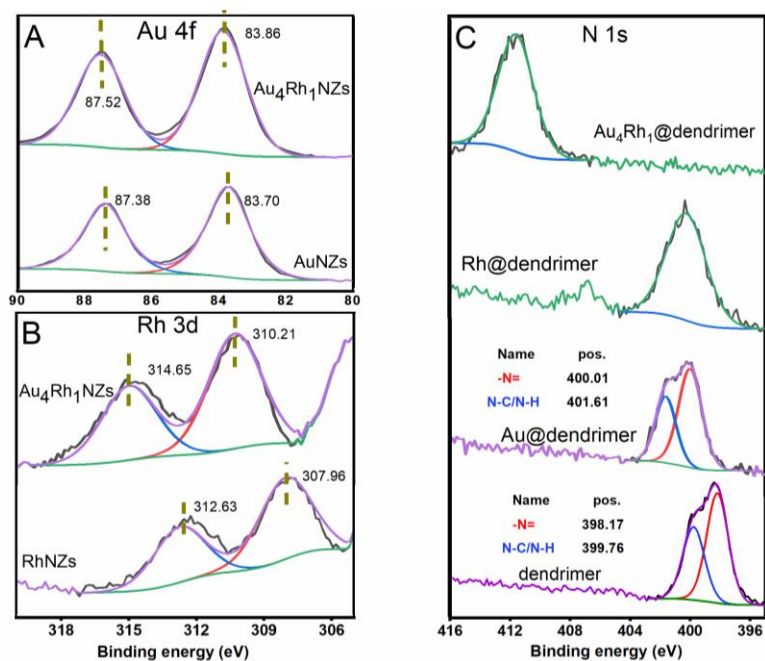 A
Au 4f
83.86
Au4Rh1NZs
87.52
87.38
83.70
AuNZs
90 88 86 84 82 80
B
Rh 3d
310.21
314.65
Au4Rh1NZs
307.96
312.63
RhNZs
318 315 312 309 306
Binding energy (eV)
C
N 1s
Au4Rh1@dendrimer
Rh@dendrimer
Name pos.
-N= 400.01
N-C/N-H 401.61
Au@dendrimer
Name pos.
-N= 398.17
N-C/N-H 399.76
dendrimer
416 412 408 404 400 396
Binding energy (eV)